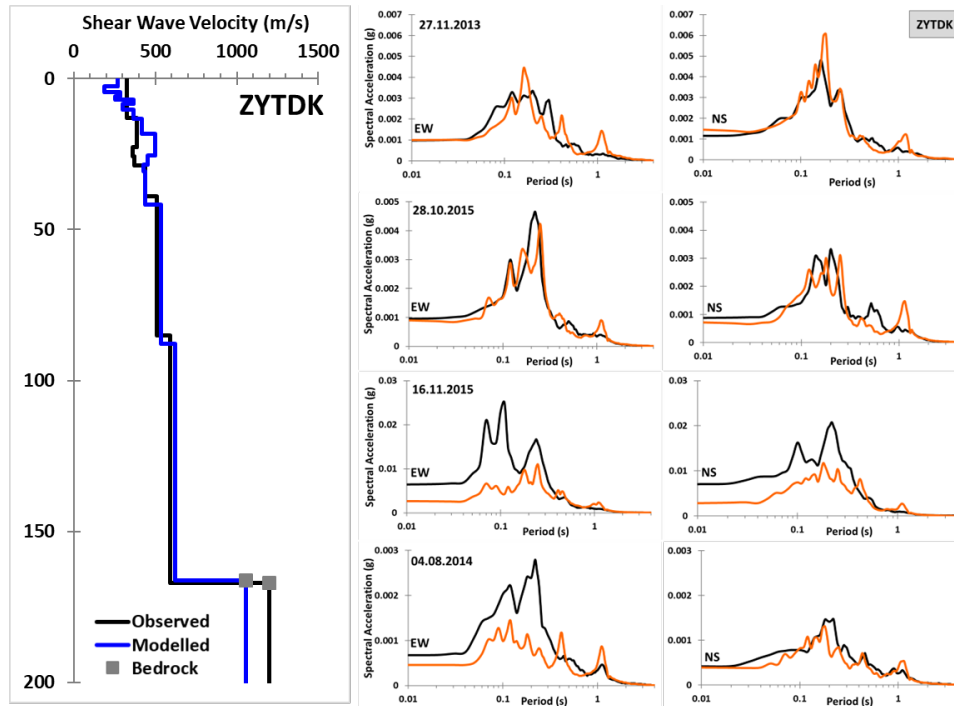 Shear Wave Velocity (m/s)
0 500 1000 1500
ZYTDK
0
50
100
150
200
Observed
Modelled
Bedrock
27.11.2013
Spectral Acceleration (g)
0.007
0.006
0.005
0.004
0.003
0.002
0.001
0
EW
0.01 0.1 1
Period (s)
ZYTDK
Spectral Acceleration (g)
0.007
0.006
0.005
0.004
0.003
0.002
0.001
0
NS
0.01 0.1 1
Period (s)
28.10.2015
Spectral Acceleration (g)
0.005
0.004
0.003
0.002
0.001
0
EW
0.01 0.1 1
Period (s)
Spectral Acceleration (g)
0.005
0.004
0.003
0.002
0.001
0
NS
0.01 0.1 1
Period (s)
16.11.2015
Spectral Acceleration (g)
0.03
0.02
0.01
0
EW
0.01 0.1 1
Period (s)
0.03
0.02
0.01
0
NS
0.01 0.1 1
Period (s)
04.08.2014
Spectral Acceleration (g)
0.003
0.002
0.001
0
EW
0.01 0.1 1
Period (s)
0.003
0.002
0.001
0
NS
0.01 0.1 1
Period (s)